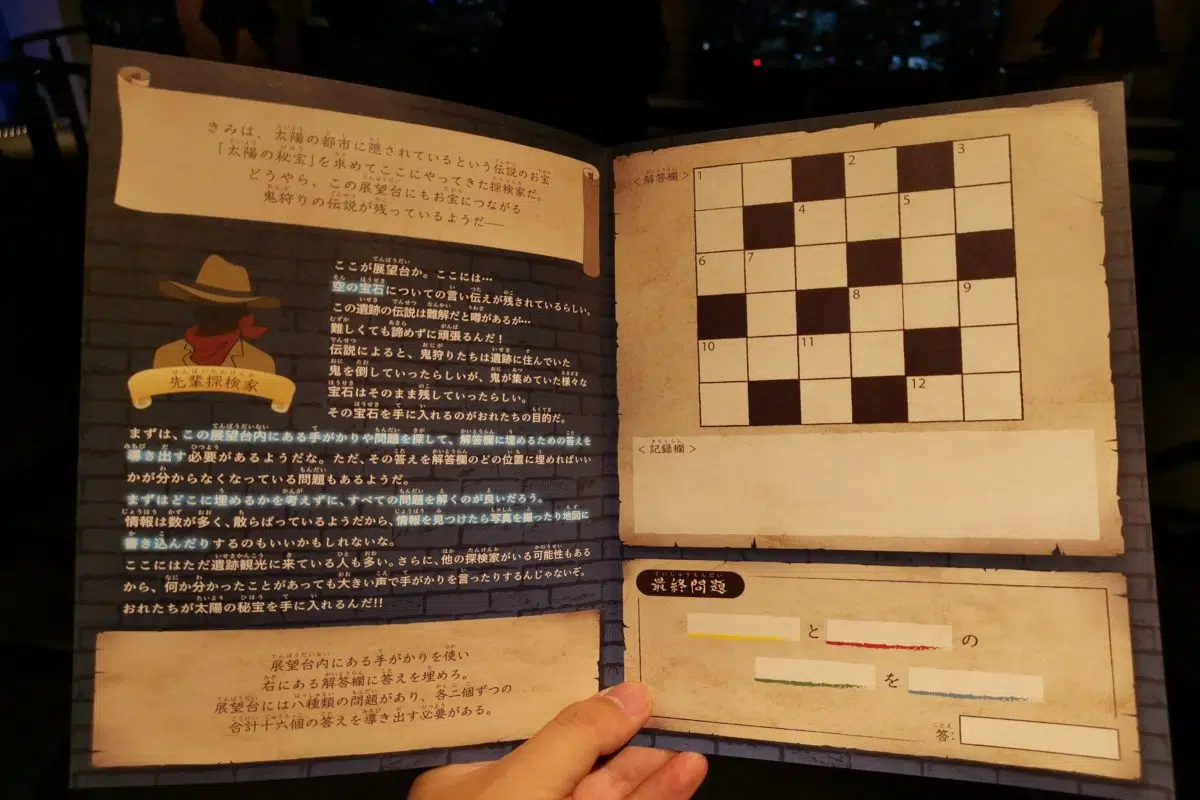 きみは、太陽の都市に隠されているという伝説のお宝
「太陽の秘宝」を求めてここにやってきた探検家だ。
どうやら、この展望台にもお宝につながる
鬼狩りの伝説が残っているようだ──
ここが展望台か。ここには…
空の宝石についての言い伝えが残されているらしい。
この遺跡の伝説は難解だと噂があるが…
難しくても諦めずに頑張るんだ!
伝説によると、鬼狩りたちは遺跡に住んでいた
鬼を倒していったらしいが、鬼が集めていた様々な
宝石はそのまま残していったらしい。
その宝石を手に入れるのがおれたちの目的だ。
先輩探検家
まずは、この展望台内にある手がかりや問題を探して、解答欄に埋めるための答えを
導き出す必要があるようだな。ただ、その答えを解答欄のどの位置に埋めればいい
かが分からなくなっている問題もあるようだ。
まずはどこに埋めるかを考えずに、すべての問題を解くのが良いだろう。
情報は数が多く、散らばっているようだから、情報を見つけたら写真を撮ったり地図に
書き込んだりするのもいいかもしれないな。
ここにはただ遺跡観光に来ている人も多い。さらに、他の探検家がいる可能性もある
から、何か分かったことがあっても大きい声で手がかりを言ったりするんじゃないぞ。
おれたちが太陽の秘宝を手に入れるんだ!!
展望台内にある手がかりを使い
右にある解答欄に答えを埋めろ。
展望台には八種類の問題があり、各二個ずつの
合計十六個の答えを導き出す必要がある。
<解答欄>
1 2 3
4 5
6 7
8 9
10 11
12
<記録欄>
最終問題
と の
を
答: